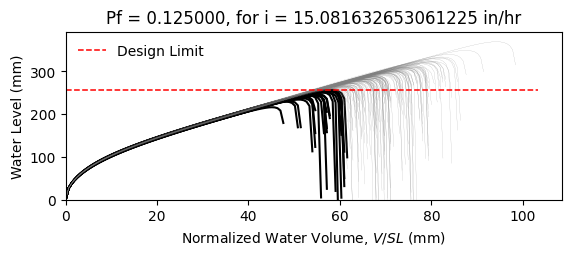 Pf = 0.125000, for i = 15.081632653061225 in/hr
Design Limit
Water Level (mm)
300
200
100
0
0 20 40 60 80 100
Normalized Water Volume, V/SL (mm)